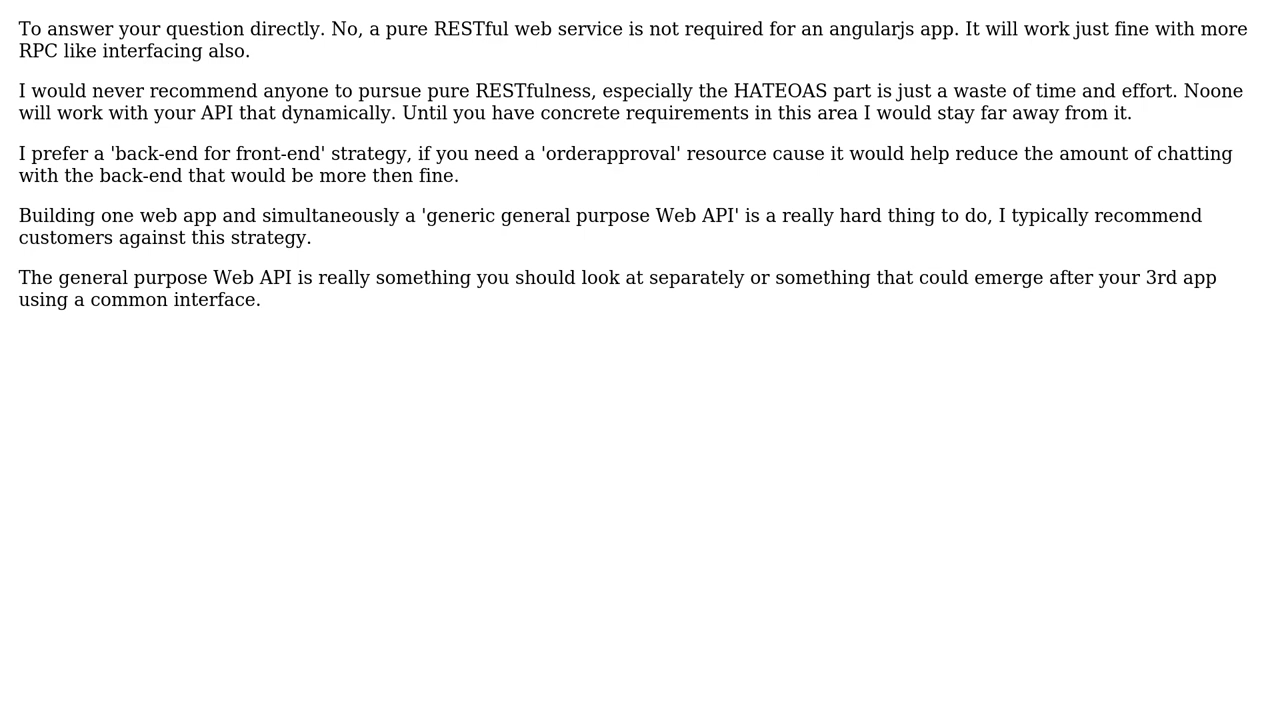 To answer your question directly. No, a pure RESTful web service is not required for an angularjs app. It will work just fine with more
RPC like interfacing also.
I would never recommend anyone to pursue pure RESTfulness, especially the HATEOAS part is just a waste of time and effort. Noone
will work with your API that dynamically. Until you have concrete requirements in this area I would stay far away from it.
I prefer a 'back-end for front-end' strategy, if you need a 'orderapproval' resource cause it would help reduce the amount of chatting
with the back-end that would be more then fine.
Building one web app and simultaneously a 'generic general purpose Web API' is a really hard thing to do, I typically recommend
customers against this strategy.
The general purpose Web API is really something you should look at separately or something that could emerge after your 3rd app
using a common interface.